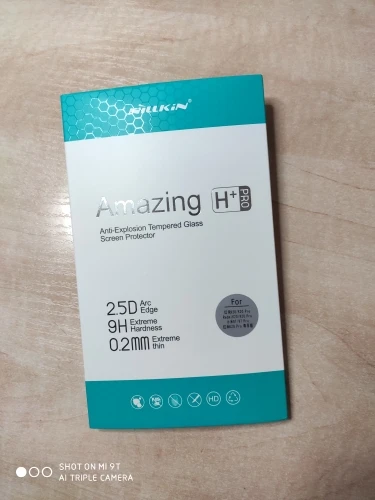 NiLLKiN
Amazing H+ PRO
Anti-Explosion Tempered Glass
Screen Protector
2.5D Arc Edge
9H Extreme Hardness
0.2mm Extreme thin
For
HD
SHOT ON MI 9T
AI TRIPLE CAMERA